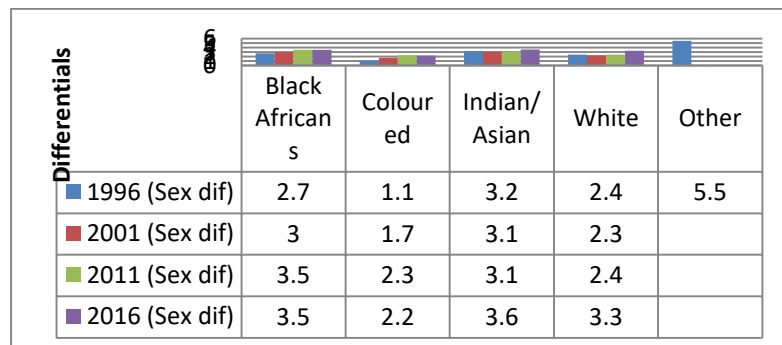 Differentials
Black
African
s
Colour
ed
Indian/
Asian
White
Other
1996 (Sex dif) 2.7 1.1 3.2 2.4 5.5
2001 (Sex dif) 3 1.7 3.1 2.3
2011 (Sex dif) 3.5 2.3 3.1 2.4
2016 (Sex dif) 3.5 2.2 3.6 3.3